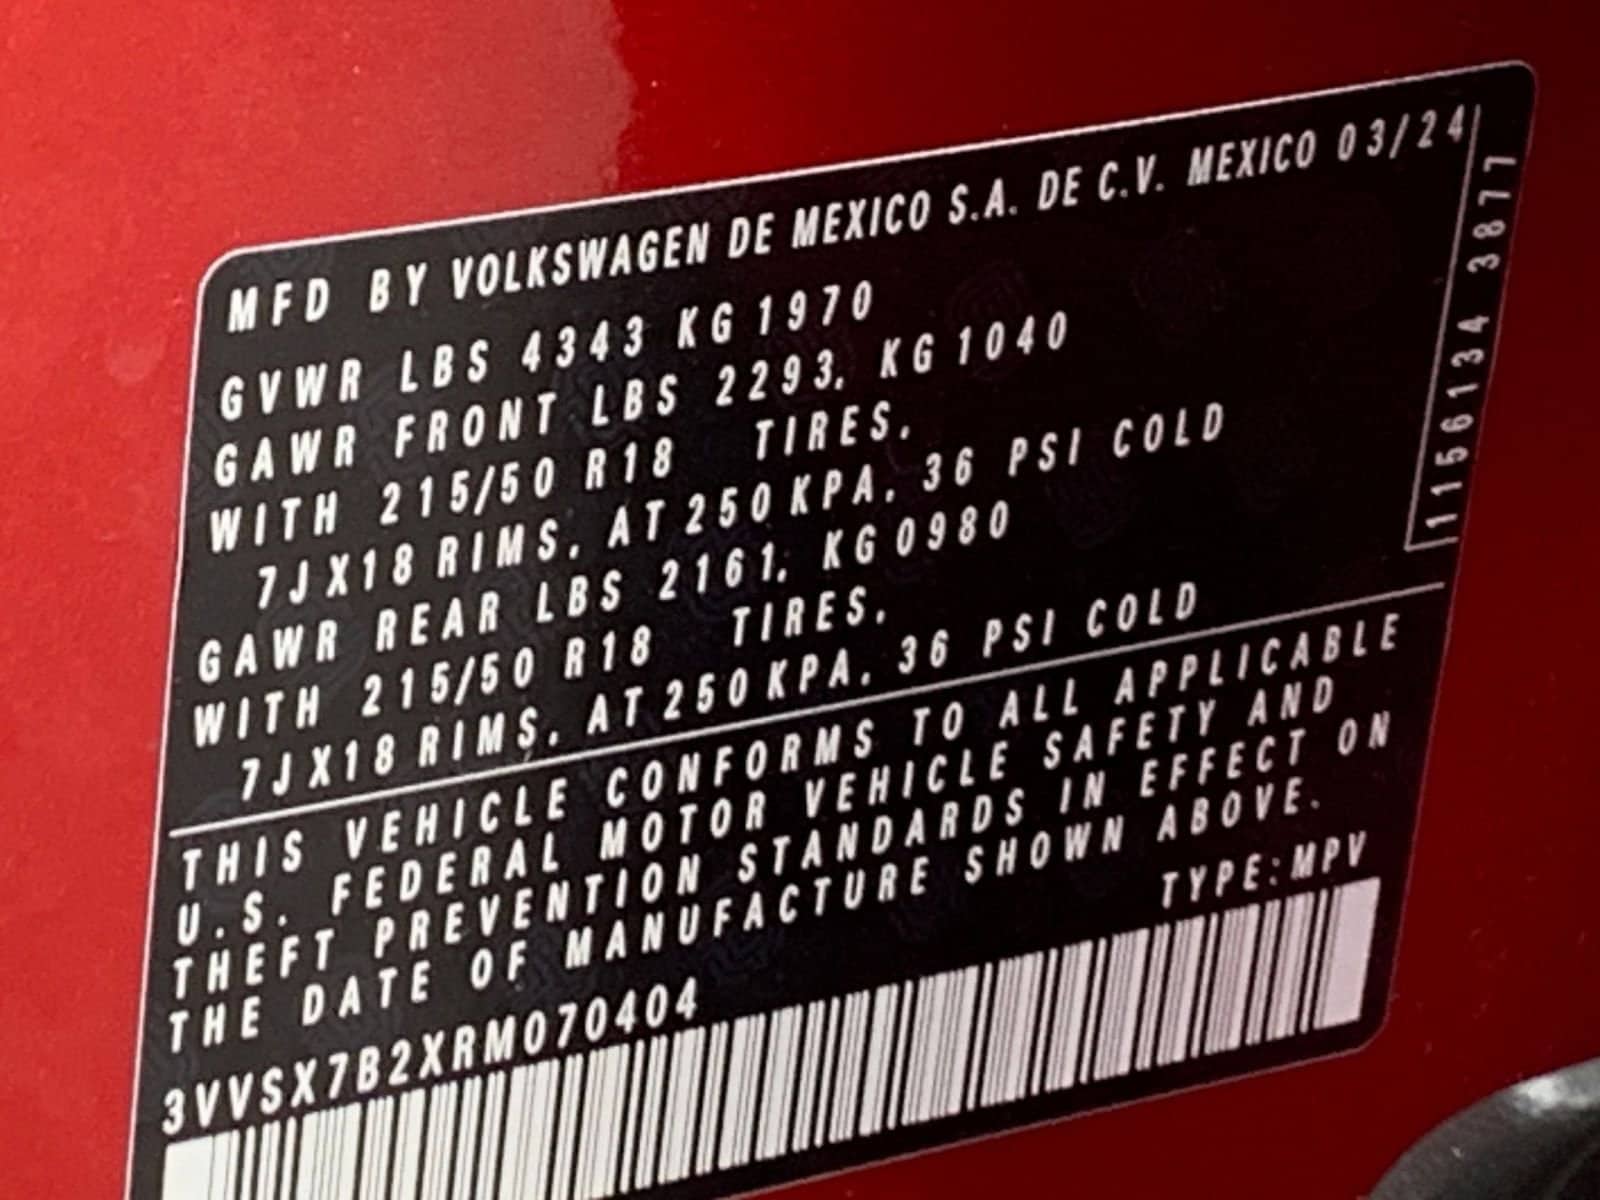 MFD BY VOLKSWAGEN DE MEXICO S.A. DE C.V. MEXICO 03/24
GVWR LBS 4343 KG 1970
GAWR FRONT LBS 2293, KG 1040
WITH 215/50 R18 TIRES,
7JX18 RIMS, AT 250 KPA, 36 PSI COLD
GAWR REAR LBS 2161, KG 0980
WITH 215/50 R18 TIRES,
7JX18 RIMS, AT 250 KPA, 36 PSI COLD
1156134 3877
THIS VEHICLE CONFORMS TO ALL APPLICABLE
U.S. FEDERAL MOTOR VEHICLE SAFETY AND
THEFT PREVENTION STANDARDS IN EFFECT ON
THE DATE OF MANUFACTURE SHOWN ABOVE.
TYPE:MPV
3VVSX7B2XRM070404